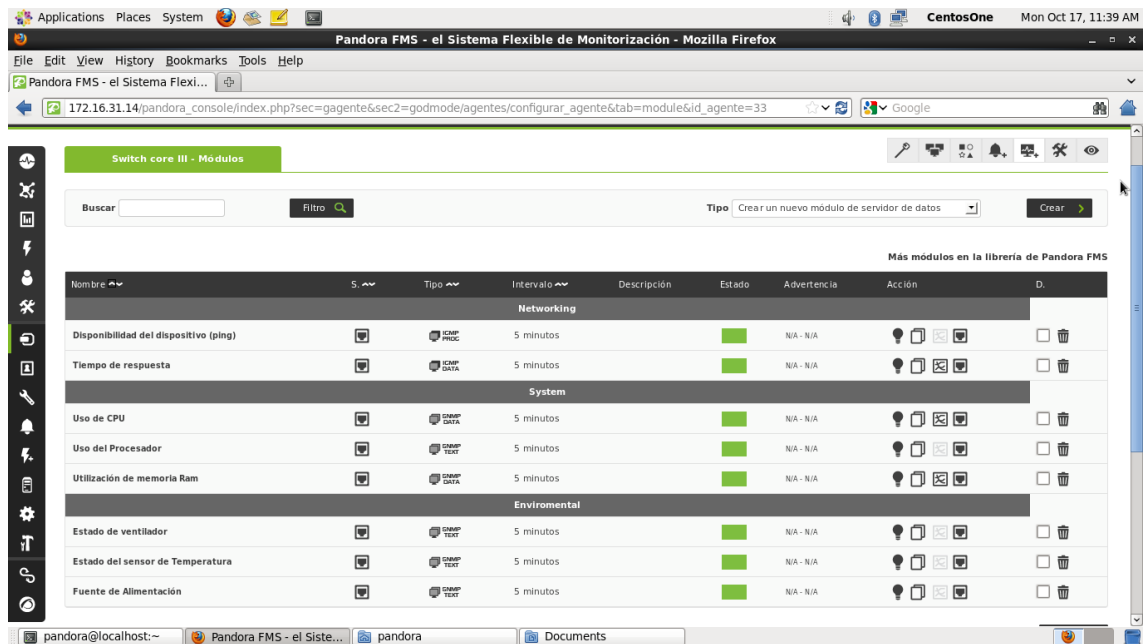 Applications Places System CentosOne Mon Oct 17, 11:39 AM
Pandora FMS - el Sistema Flexible de Monitorización - Mozilla Firefox
File Edit View History Bookmarks Tools Help
Pandora FMS - el Sistema Flexi...
172.16.31.14/pandora_console/index.php?sec=gagente&sec2=godmode/agentes/configurar_agente&tab=module&id_agente=33 Google
Switch core III - Módulos
Buscar Filtro Tipo Crear un nuevo módulo de servidor de datos Crear
Más módulos en la librería de Pandora FMS
Nombre S. Tipo Intervalo Descripción Estado Advertencia Acción D.
Networking
Disponibilidad del dispositivo (ping) ICMP PROC 5 minutos N/A - N/A
Tiempo de respuesta ICMP DATA 5 minutos N/A - N/A
System
Uso de CPU SNMP DATA 5 minutos N/A - N/A
Uso del Procesador SNMP TEXT 5 minutos N/A - N/A
Utilización de memoria Ram SNMP DATA 5 minutos N/A - N/A
Enviromental
Estado de ventilador SNMP TEXT 5 minutos N/A - N/A
Estado del sensor de Temperatura SNMP TEXT 5 minutos N/A - N/A
Fuente de Alimentación SNMP TEXT 5 minutos N/A - N/A
pandora@localhost:~ Pandora FMS - el Siste... pandora Documents